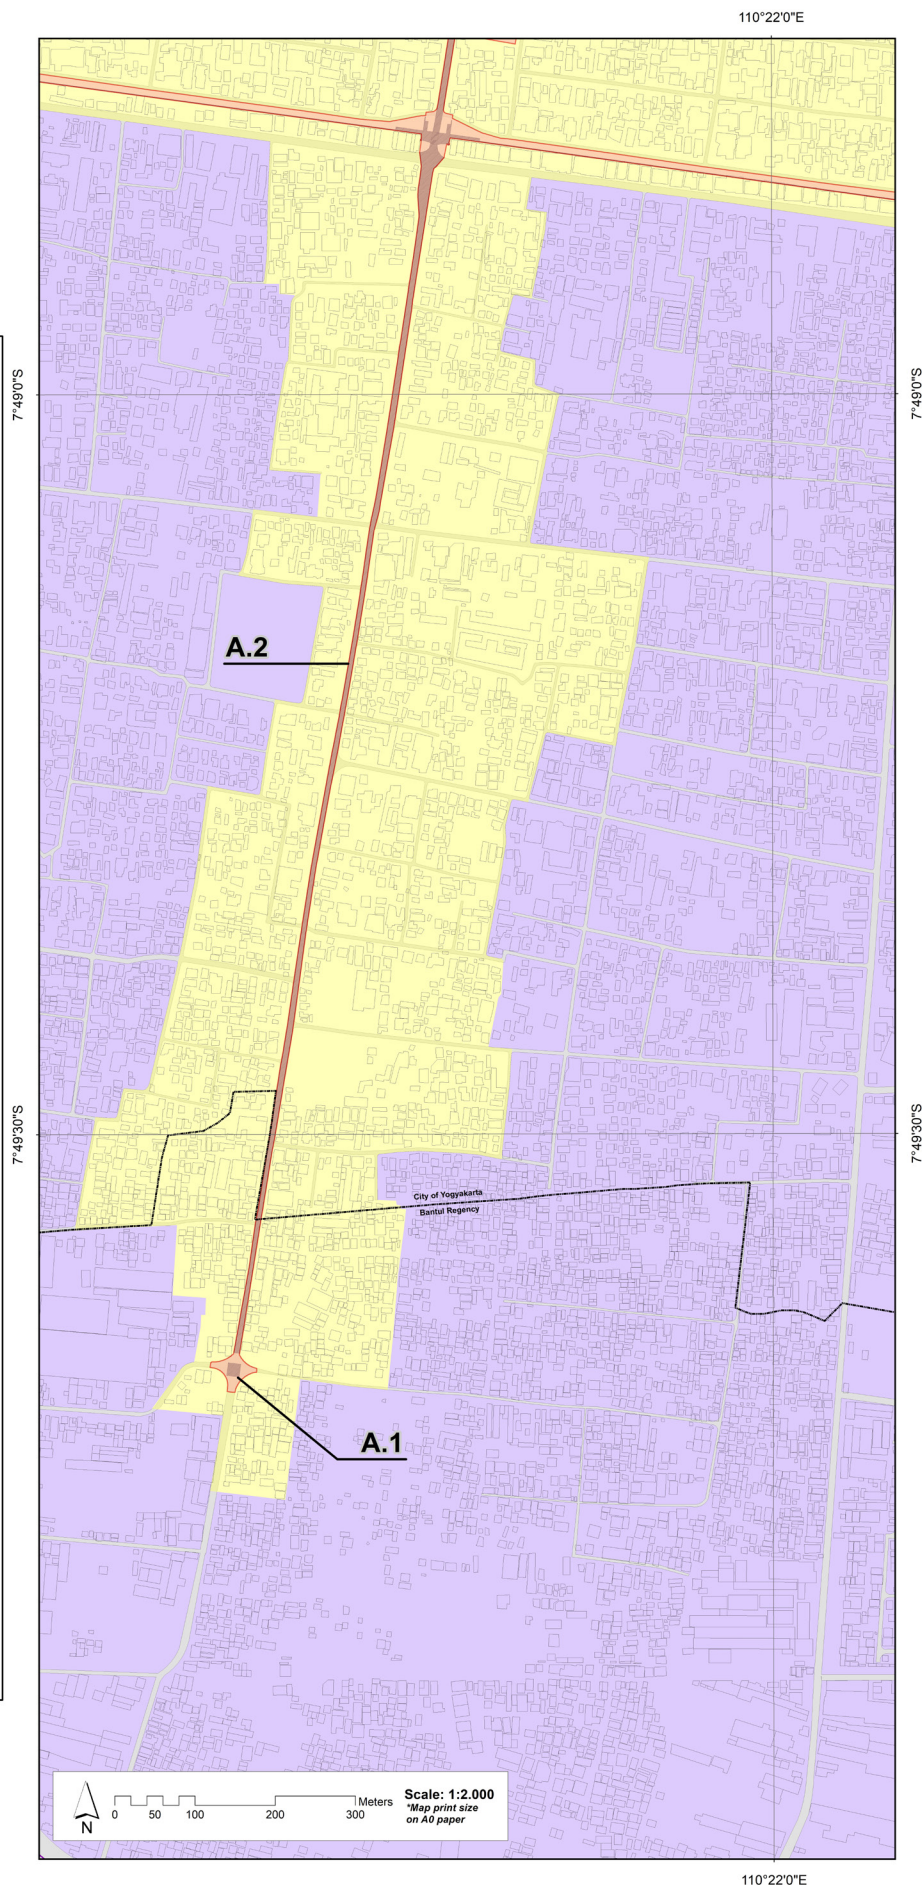 110°22'0"E
7°49'0"S
7°49'0"S
A.2
7°49'30"S
7°49'30"S
City of Yogyakarta
Bantul Regency
A.1
N
0 50 100 200 300 Meters
Scale: 1:2.000
*Map print size
on A0 paper
110°22'0"E